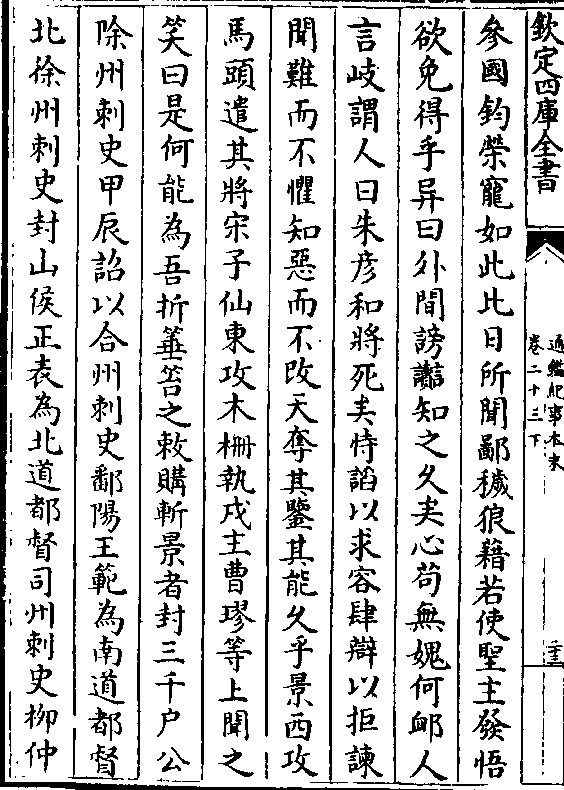 欽定四庫全書
通鑑紀事本末
卷二十三下
參國鈞榮寵如此比日所聞鄙穢狼藉若使聖主發悟
欲免得乎异曰外間謗讟知之久矣心苟無媿何䘏人
言岐謂人曰朱彦和將死矣恃諂以求容肆辯以拒諫
聞難而不懼知惡而不改天奪其鑒其能久乎景西攻
馬頭遣其將宋子仙東攻木柵執戍主曹璆等上聞之
笑曰是何能為吾折箠笞之敕購斬景者封三千户公
除州刺史甲辰詔以合州刺史鄱陽王範為南道都督
北徐州刺史封山侯正表為北道都督司州刺史柳仲